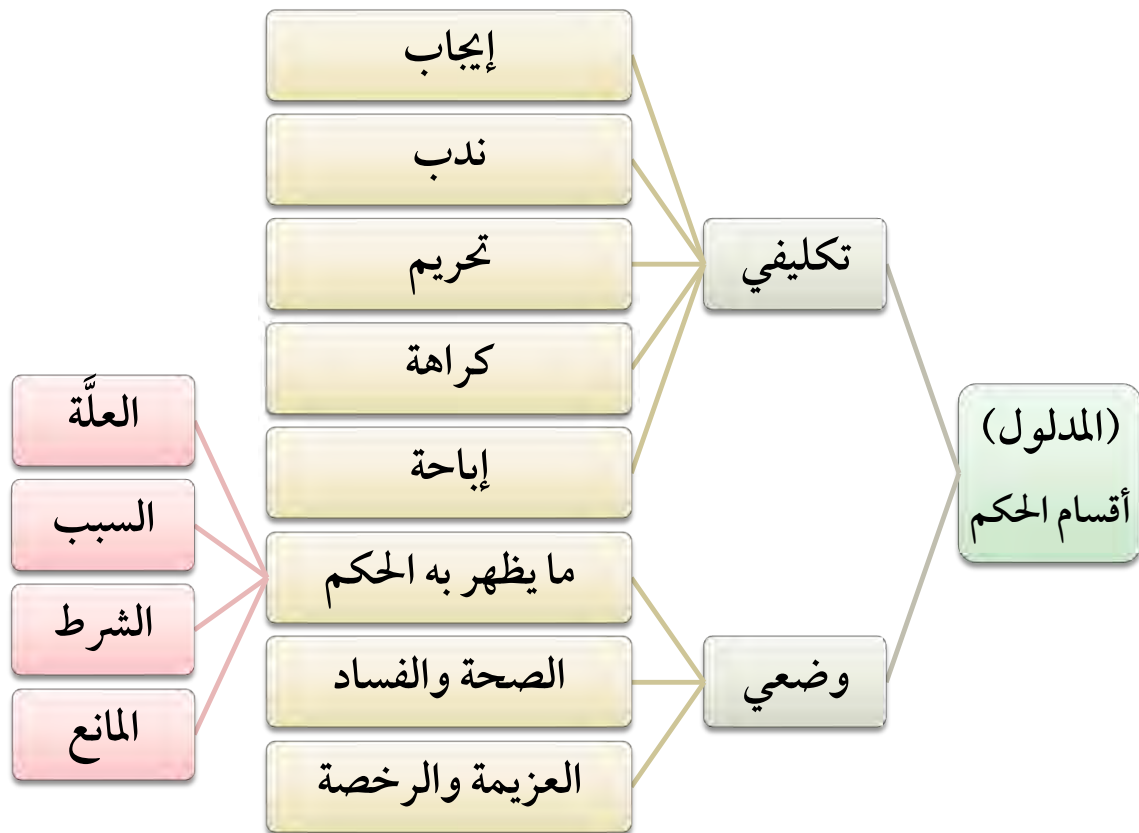 (المدلول)
أقسام الحكم
تكليفي
إيجاب
ندب
تحريم
كراهة
إباحة
وضعي
ما يظهر به الحكم
العلَّة
السبب
الشرط
المانع
الصحة والفساد
العزيمة والرخصة